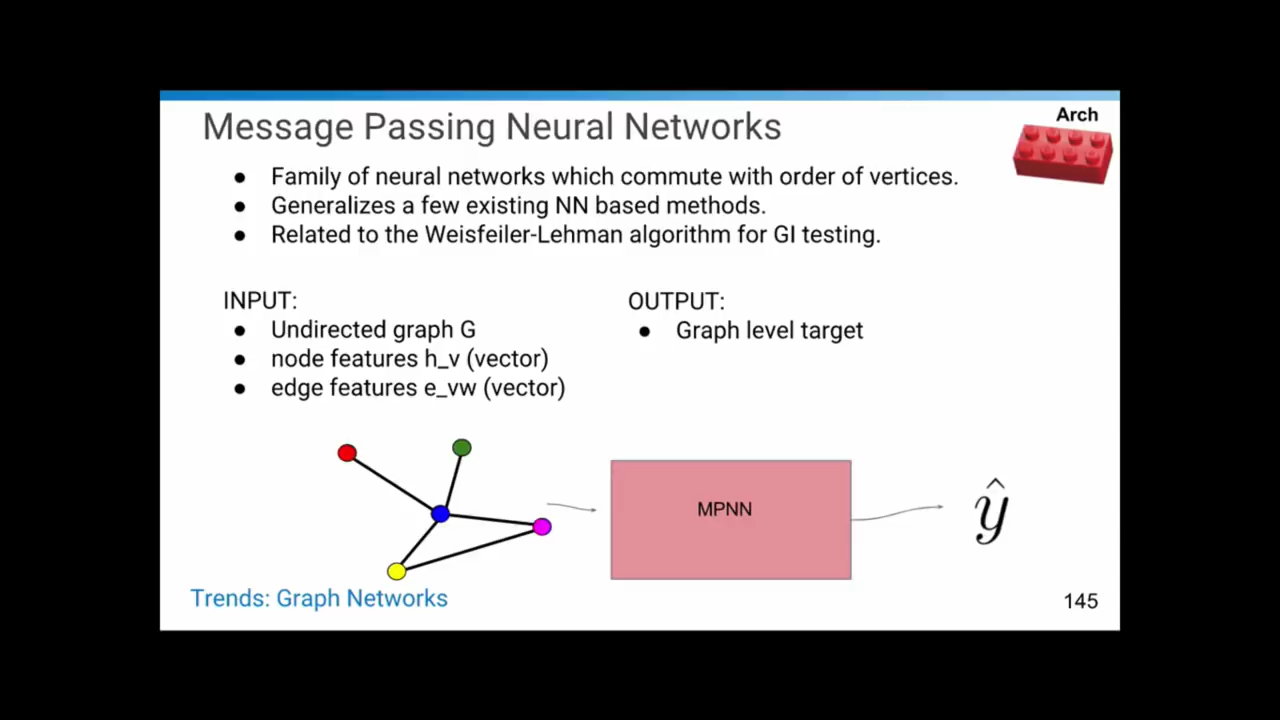 Arch
Message Passing Neural Networks
● Family of neural networks which commute with order of vertices.
● Generalizes a few existing NN based methods.
● Related to the Weisfeiler-Lehman algorithm for GI testing.
INPUT:
● Undirected graph G
● node features h_v (vector)
● edge features e_vw (vector)
OUTPUT:
● Graph level target
MPNN
ŷ
Trends: Graph Networks
145